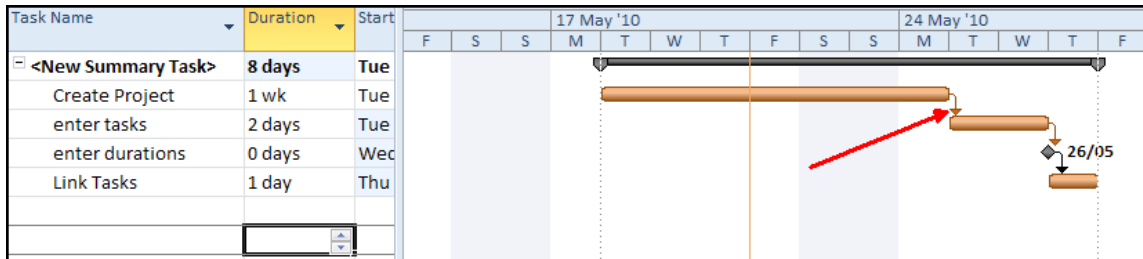 Task Name Duration Start 17 May '10 24 May '10
F S S M T W T F S S M T W T F
<New Summary Task> 8 days Tue
Create Project 1 wk Tue
enter tasks 2 days Tue
enter durations 0 days Wed 26/05
Link Tasks 1 day Thu